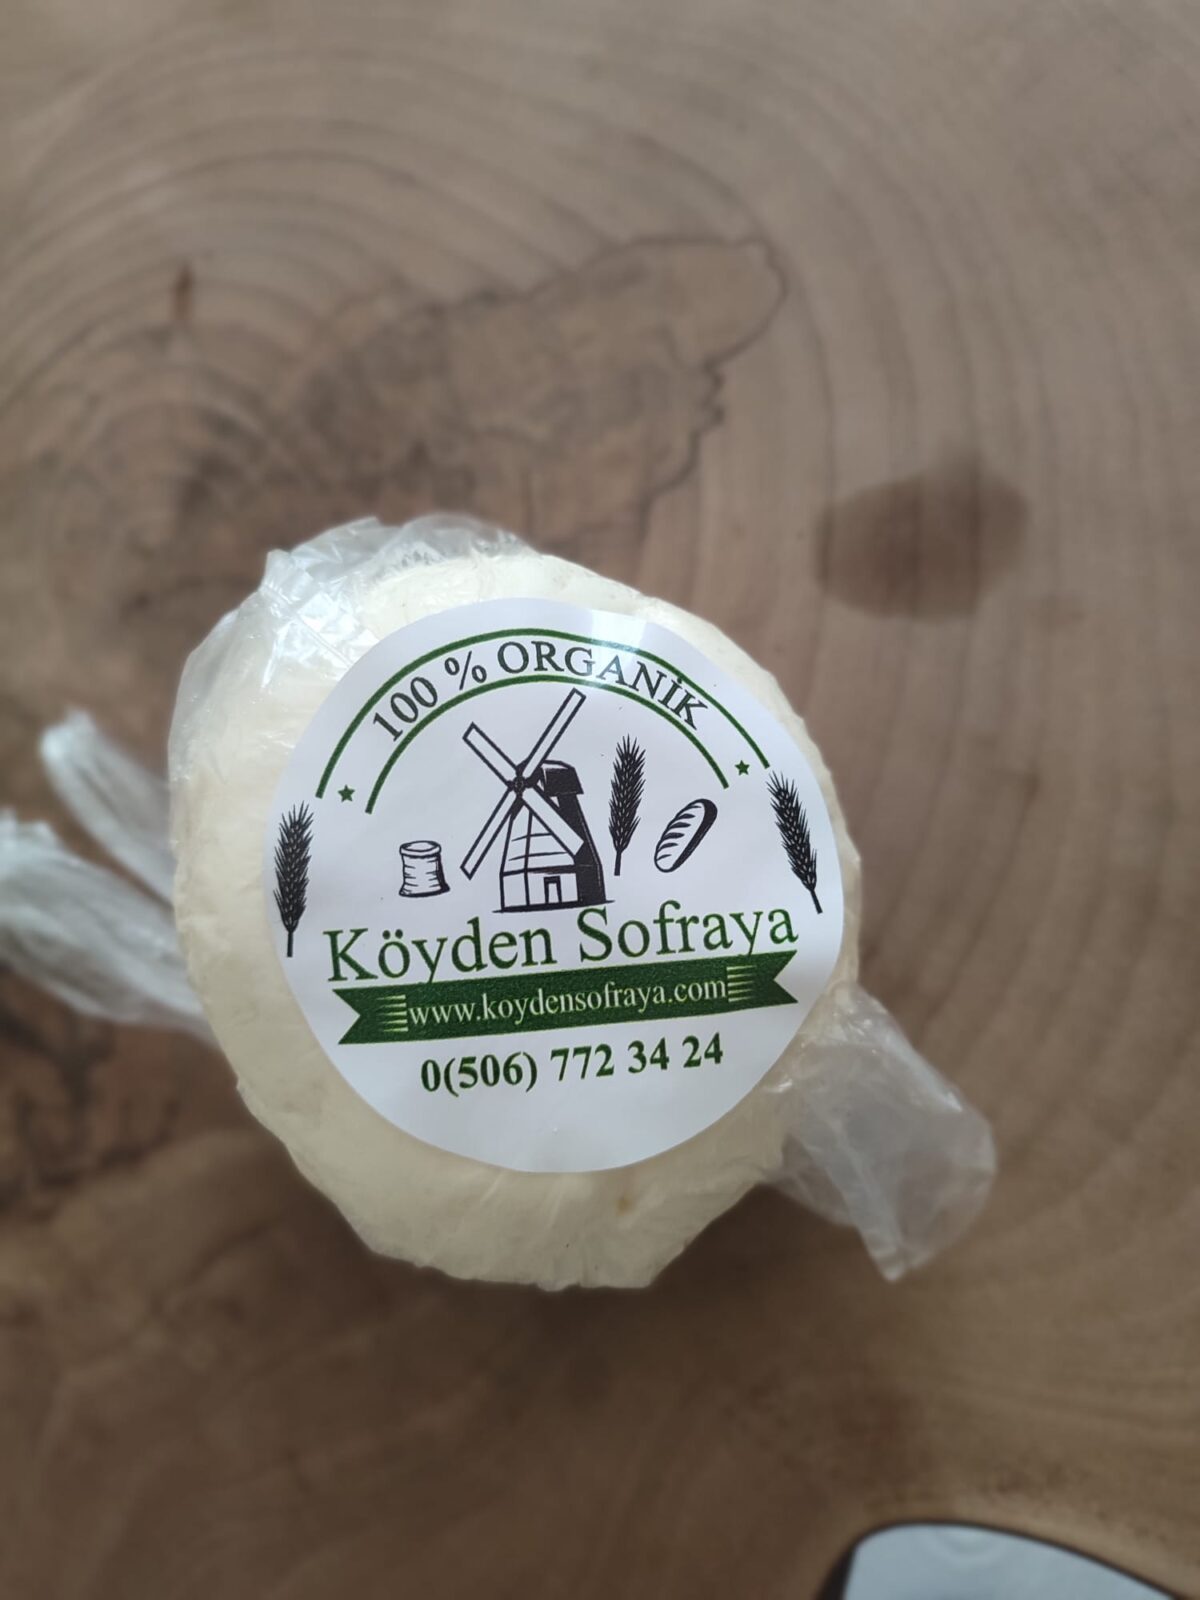 100 % ORGANİK
Köyden Sofraya
www.koydensofraya.com
0(506) 772 34 24